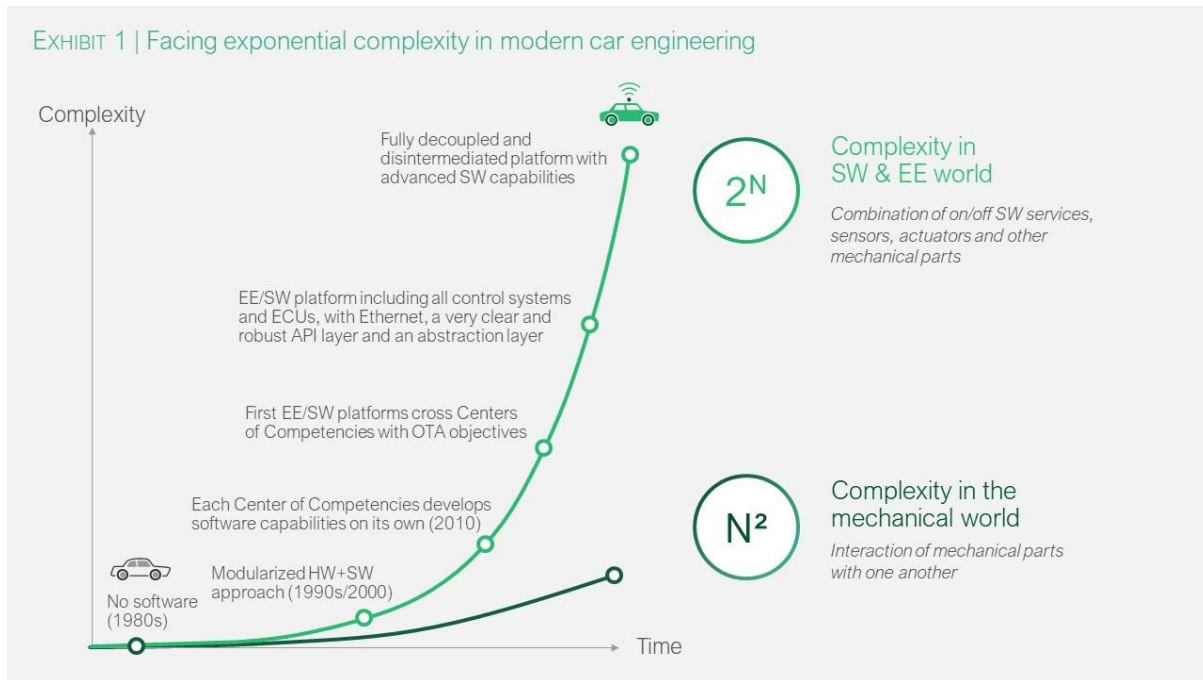 EXHIBIT 1 | Facing exponential complexity in modern car engineering
Complexity
Fully decoupled and
disintermediated platform with
advanced SW capabilities
2ᴺ
Complexity in
SW & EE world
Combination of on/off SW services,
sensors, actuators and other
mechanical parts
EE/SW platform including all control systems
and ECUs, with Ethernet, a very clear and
robust API layer and an abstraction layer
First EE/SW platforms cross Centers
of Competencies with OTA objectives
Each Center of Competencies develops
software capabilities on its own (2010)
N²
Complexity in the
mechanical world
Interaction of mechanical parts
with one another
Modularized HW+SW
approach (1990s/2000)
No software
(1980s)
Time